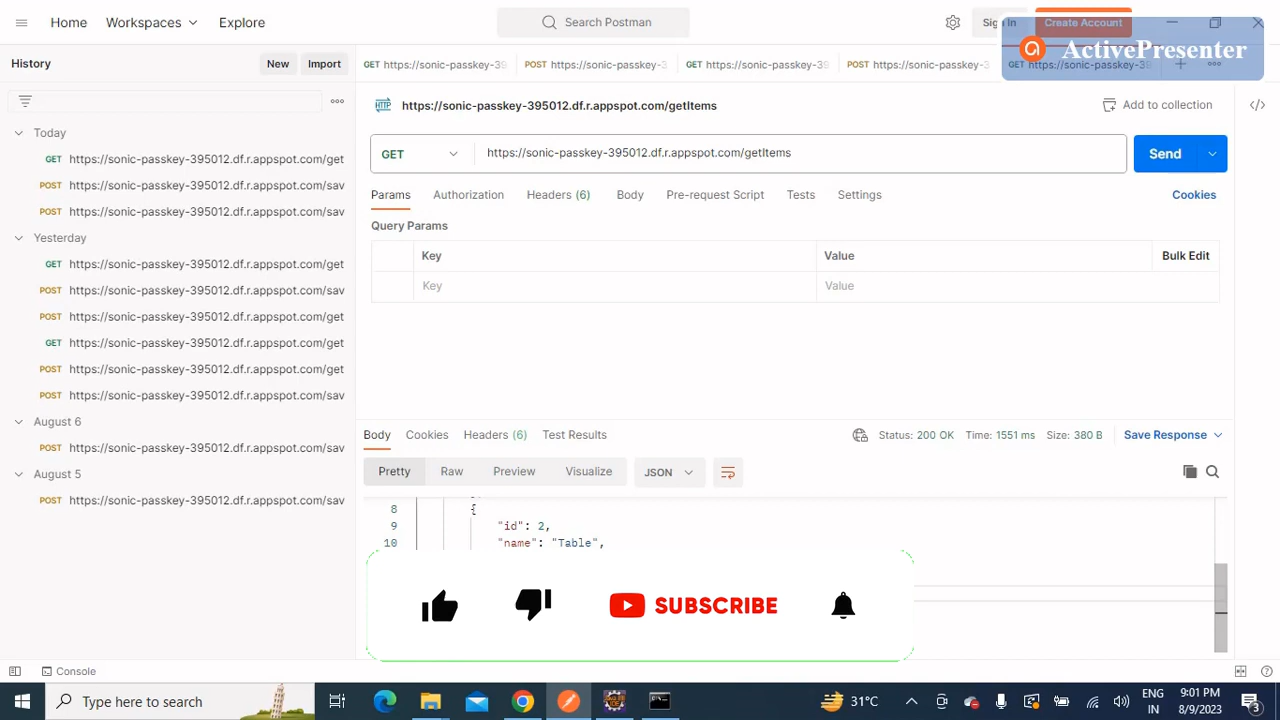 Home Workspaces Explore Search Postman Sign In Create Account
ActivePresenter
History New Import
GET https://sonic-passkey-39 POST https://sonic-passkey-3 GET https://sonic-passkey-39 POST https://sonic-passkey-3 GET https://sonic-passkey-39
https://sonic-passkey-395012.df.r.appspot.com/getItems
Add to collection
Today
GET https://sonic-passkey-395012.df.r.appspot.com/get
POST https://sonic-passkey-395012.df.r.appspot.com/sav
POST https://sonic-passkey-395012.df.r.appspot.com/sav
Yesterday
GET https://sonic-passkey-395012.df.r.appspot.com/get
POST https://sonic-passkey-395012.df.r.appspot.com/sav
POST https://sonic-passkey-395012.df.r.appspot.com/get
GET https://sonic-passkey-395012.df.r.appspot.com/get
POST https://sonic-passkey-395012.df.r.appspot.com/get
POST https://sonic-passkey-395012.df.r.appspot.com/sav
August 6
POST https://sonic-passkey-395012.df.r.appspot.com/sav
August 5
POST https://sonic-passkey-395012.df.r.appspot.com/sav
GET https://sonic-passkey-395012.df.r.appspot.com/getItems Send
Params Authorization Headers (6) Body Pre-request Script Tests Settings Cookies
Query Params
Key Value Bulk Edit
Key Value
Body Cookies Headers (6) Test Results Status: 200 OK Time: 1551 ms Size: 380 B Save Response
Pretty Raw Preview Visualize JSON
8 {
9 "id": 2,
10 "name": "Table",
SUBSCRIBE
Console
Type here to search 31°C ENG 9:01 PM
IN 8/9/2023 3